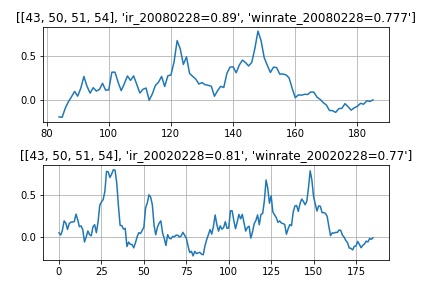 [[43, 50, 51, 54], 'ir_20080228=0.89', 'winrate_20080228=0.777']
0.5
0.0
80 100 120 140 160 180
[[43, 50, 51, 54], 'ir_20020228=0.81', 'winrate_20020228=0.77']
0.5
0.0
0 25 50 75 100 125 150 175